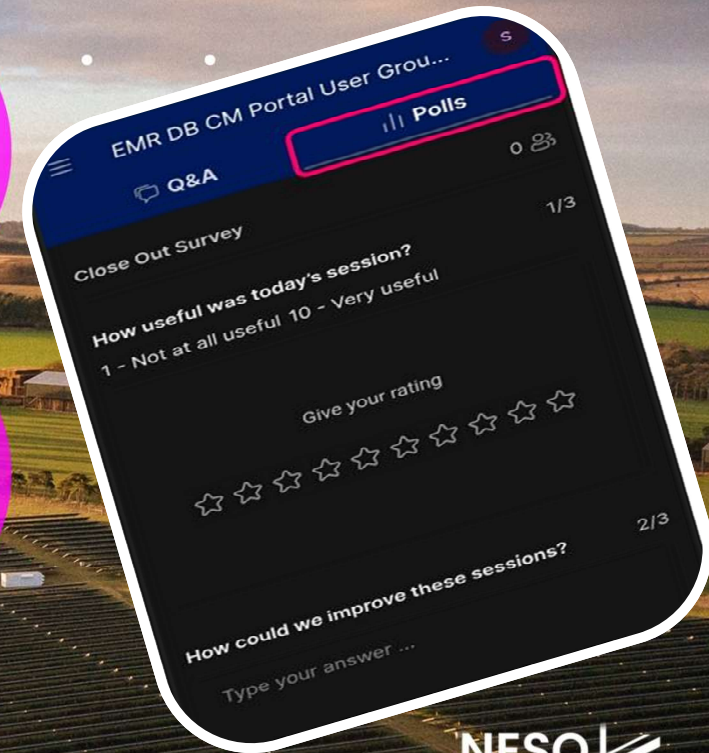 S
EMR DB CM Portal User Grou...
Q&A
Polls
0
Close Out Survey
1/3
How useful was today's session?
1 - Not at all useful 10 - Very useful
Give your rating
2/3
How could we improve these sessions?
Type your answer ...
NESO